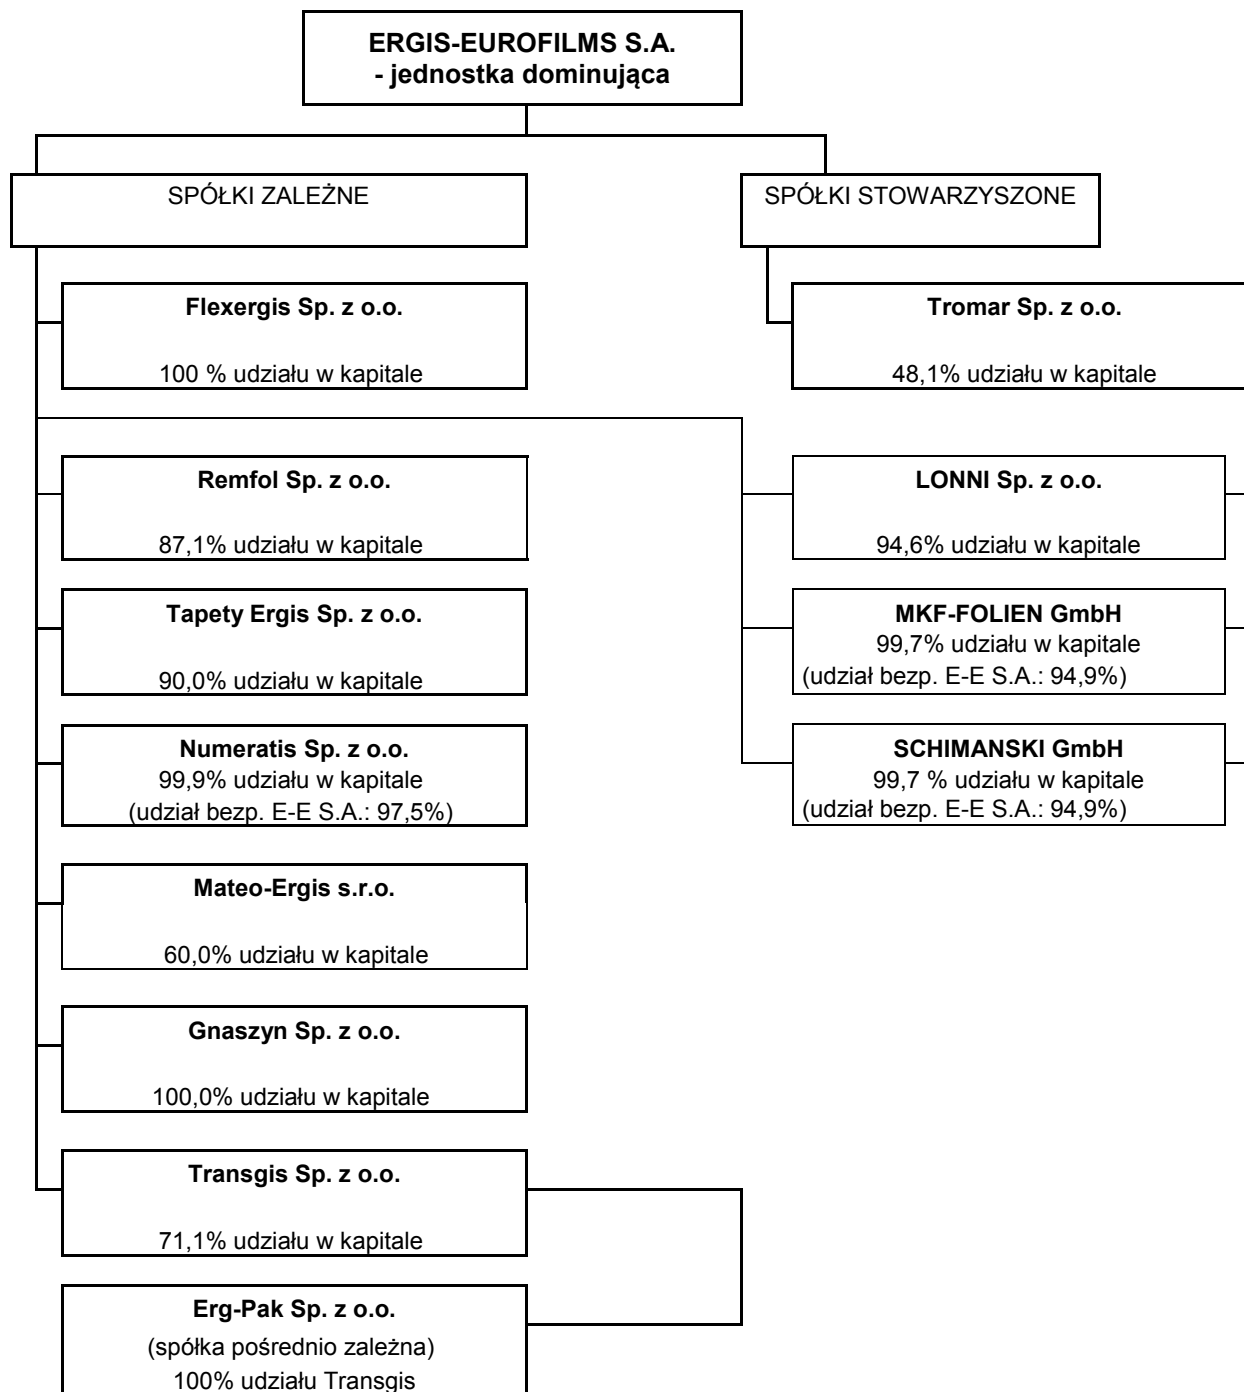 ERGIS-EUROFILMS S.A.
- jednostka dominująca
SPÓŁKI ZALEŻNE
SPÓŁKI STOWARZYSZONE
Flexergis Sp. z o.o.
100 % udziału w kapitale
Tromar Sp. z o.o.
48,1% udziału w kapitale
Remfol Sp. z o.o.
87,1% udziału w kapitale
LONNI Sp. z o.o.
94,6% udziału w kapitale
Tapety Ergis Sp. z o.o.
90,0% udziału w kapitale
MKF-FOLIEN GmbH
99,7% udziału w kapitale
(udział bezp. E-E S.A.: 94,9%)
Numeratis Sp. z o.o.
99,9% udziału w kapitale
(udział bezp. E-E S.A.: 97,5%)
SCHIMANSKI GmbH
99,7 % udziału w kapitale
(udział bezp. E-E S.A.: 94,9%)
Mateo-Ergis s.r.o.
60,0% udziału w kapitale
Gnaszyn Sp. z o.o.
100,0% udziału w kapitale
Transgis Sp. z o.o.
71,1% udziału w kapitale
Erg-Pak Sp. z o.o.
(spółka pośrednio zależna)
100% udziału Transgis